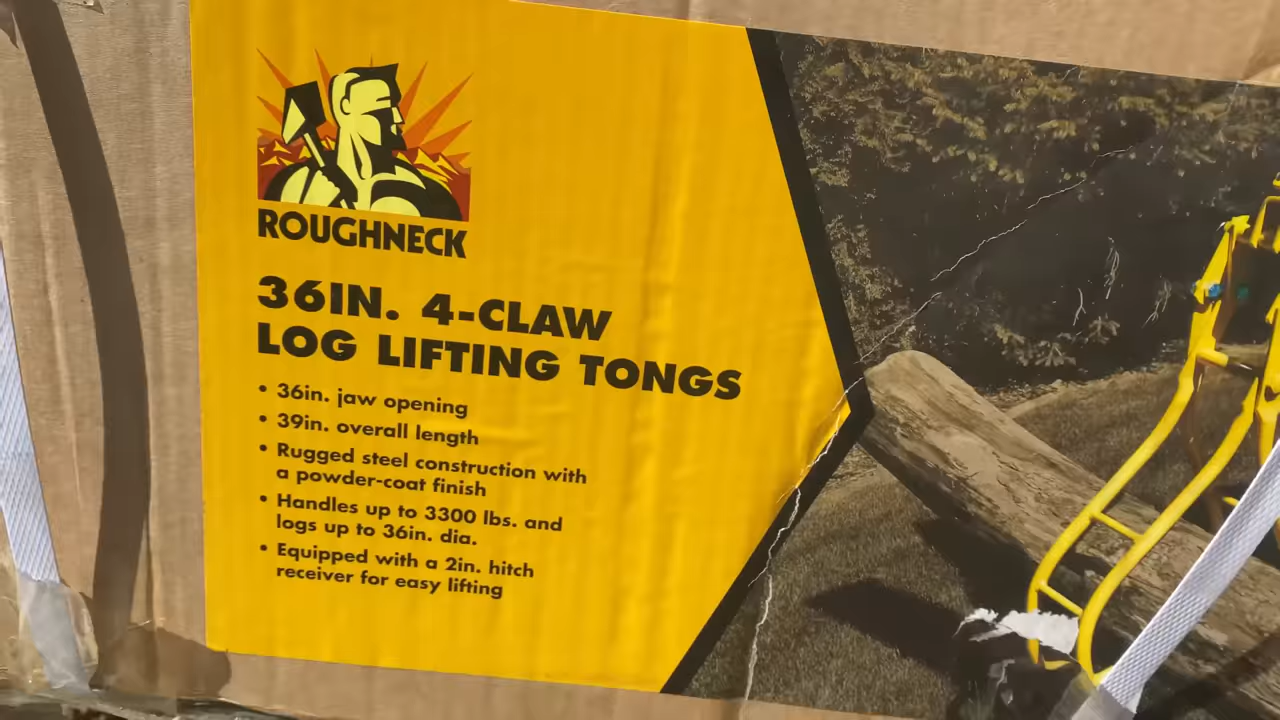 ROUGHNECK
36IN. 4-CLAW
LOG LIFTING TONGS
• 36in. jaw opening
• 39in. overall length
• Rugged steel construction with
a powder-coat finish
• Handles up to 3300 lbs. and
logs up to 36in. dia.
• Equipped with a 2in. hitch
receiver for easy lifting